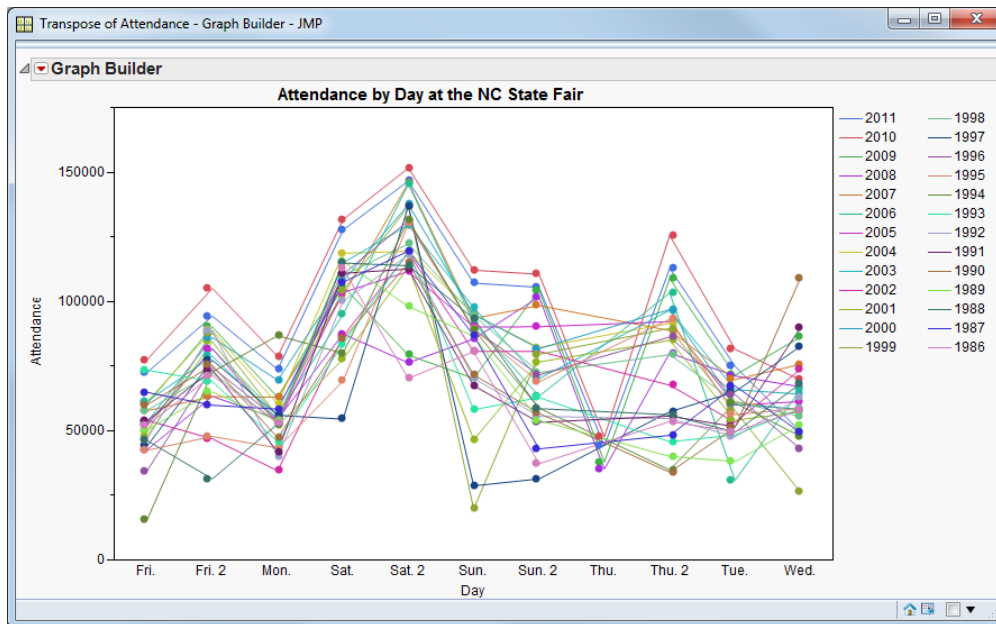 Transpose of Attendance - Graph Builder - JMP
Graph Builder
Attendance by Day at the NC State Fair
Attendance
150000
100000
50000
0
Fri. Fri. 2 Mon. Sat. Sat. 2 Sun. Sun. 2 Thu. Thu. 2 Tue. Wed.
Day
2011 1998
2010 1997
2009 1996
2008 1995
2007 1994
2006 1993
2005 1992
2004 1991
2003 1990
2002 1989
2001 1988
2000 1987
1999 1986